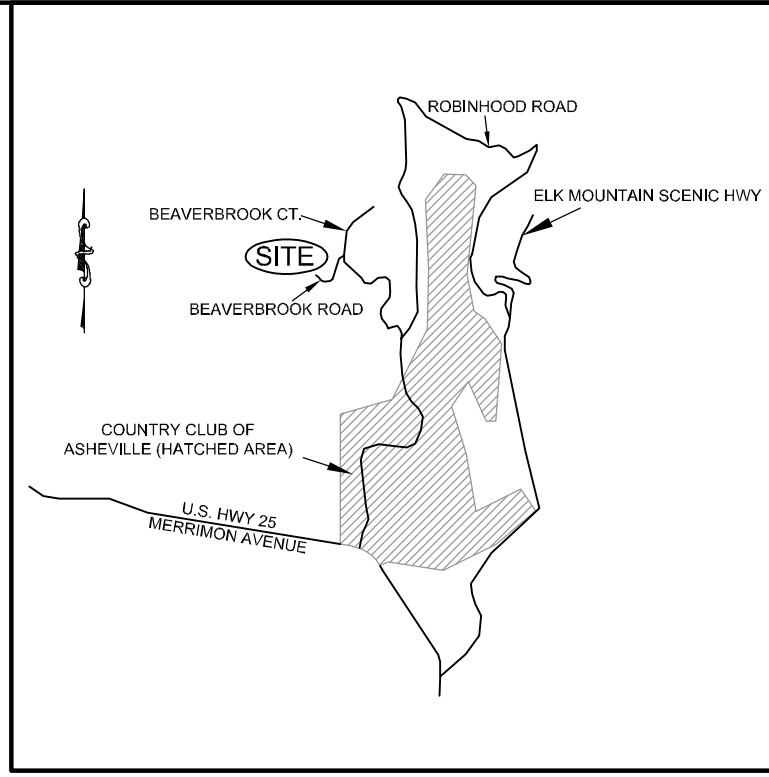 ROBINHOOD ROAD
ELK MOUNTAIN SCENIC HWY
BEAVERBROOK CT.
SITE
BEAVERBROOK ROAD
COUNTRY CLUB OF
ASHEVILLE (HATCHED AREA)
U.S. HWY 25
MERRIMON AVENUE